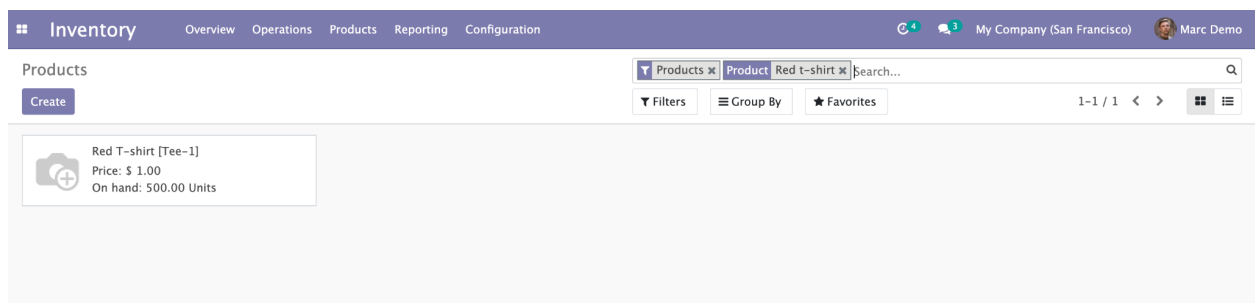 Inventory Overview Operations Products Reporting Configuration 4 3 My Company (San Francisco) Marc Demo
Products Products Product Red t-shirt Search...
Create Filters Group By Favorites 1-1 / 1
Red T-shirt [Tee-1]
Price: $ 1.00
On hand: 500.00 Units